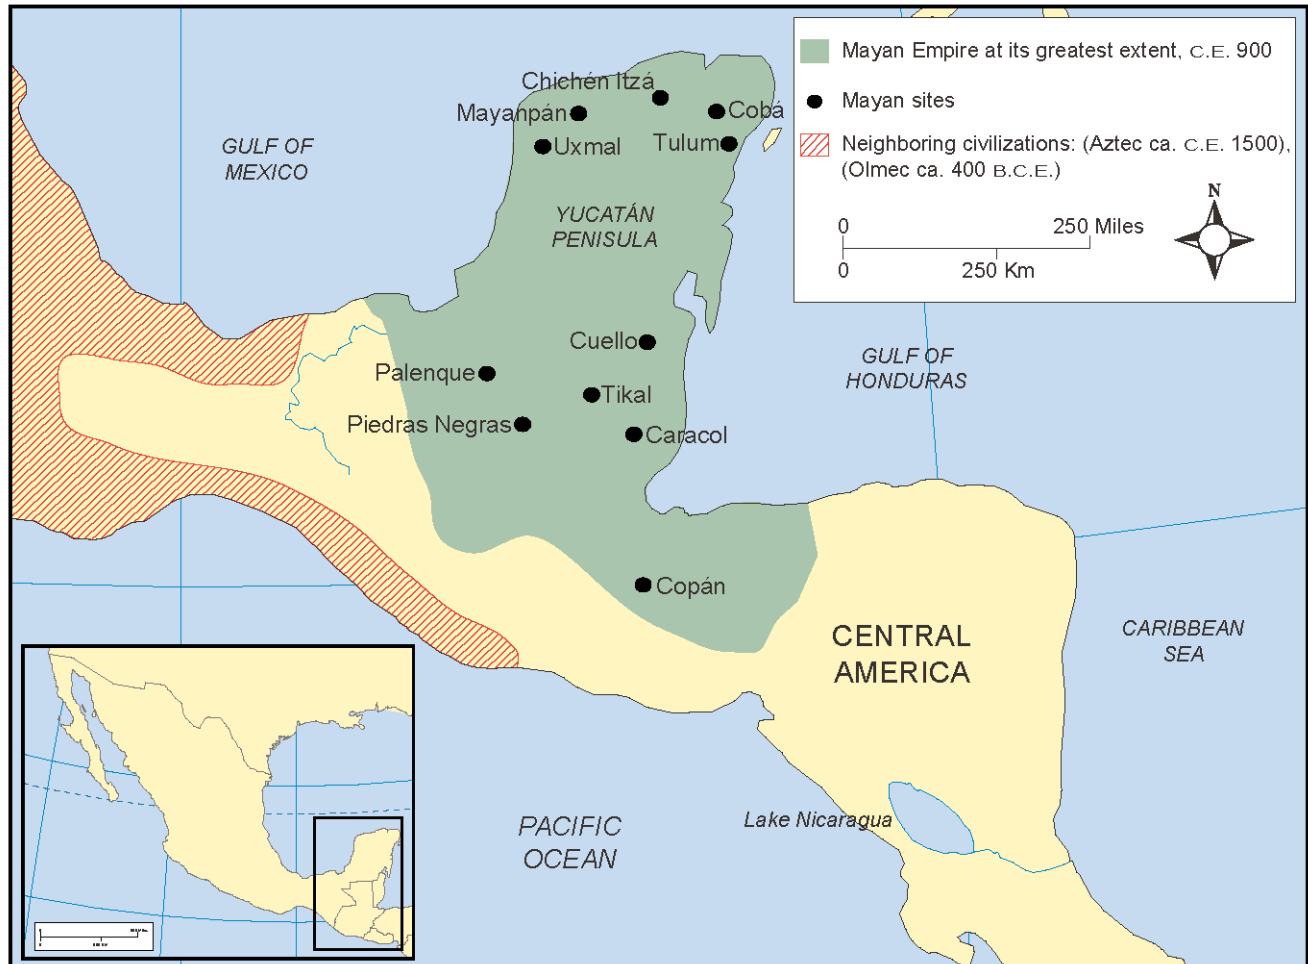 Mayan Empire at its greatest extent, C.E. 900
Mayan sites
Neighboring civilizations: (Aztec ca. C.E. 1500),
(Olmec ca. 400 B.C.E.)
N
0 250 Miles
0 250 Km
Chichén Itzá
Mayanpán
Cobá
Uxmal
Tulum
GULF OF
MEXICO
YUCATÁN
PENISULA
Cuello
GULF OF
HONDURAS
Palenque
Tikal
Piedras Negras
Caracol
Copán
CENTRAL
AMERICA
CARIBBEAN
SEA
Lake Nicaragua
PACIFIC
OCEAN